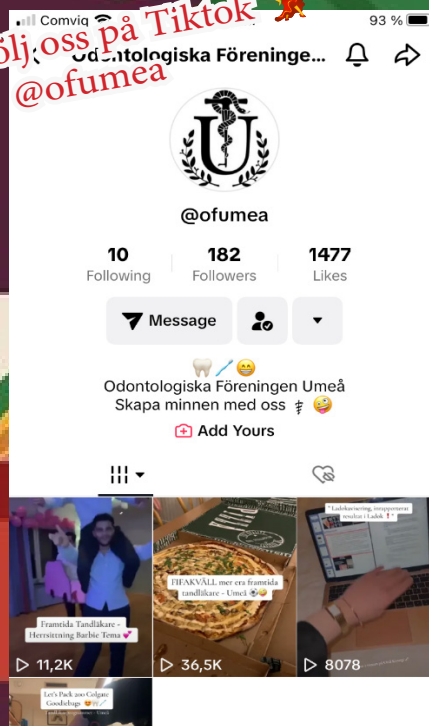 Följ oss på Tiktok
@ofumea
Comviq
93 %
Odontologiska Föreninge...
U
@ofumea
10
Following
182
Followers
1477
Likes
Message
Odontologiska Föreningen Umeå
Skapa minnen med oss
Add Yours
Framtida Tandläkare -
Herrsittning Barbie Tema
11,2K
FIFAKVÄLL mer era framtida
tandläkare - Umeå
36,5K
" Ladokavisering, inrapporterat
resultat i Ladok
8078
Let's Pack 200 Colgate
Goodiebags